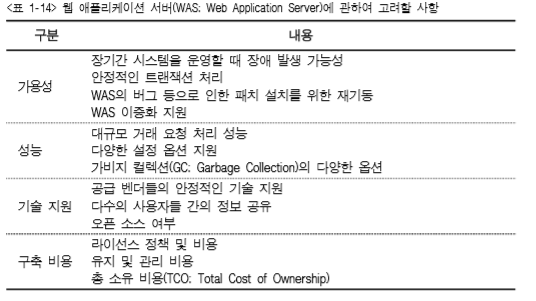 <표 1-14> 웹 애플리케이션 서버(WAS; Web Application Server)에 관하여 고려할 사항
구분 내용
장기간 시스템을 운영할 때 장애 발생 가능성
안정적인 트랜잭션 처리
가용성
WAS의 버그 등으로 인한 패치 설치를 위한 재기동
WAS 이중화 지원
대규모 거래 요청 처리 성능
성능 다양한 설정 옵션 지원
가비지 컬렉션(GC; Garbage Collection)의 다양한 옵션
공급 벤더들의 안정적인 기술 지원
기술 지원 다수의 사용자들 간의 정보 공유
오픈 소스 여부
라이선스 정책 및 비용
구축 비용 유지 및 관리 비용
총 소유 비용(TCO; Total Cost of Ownership)